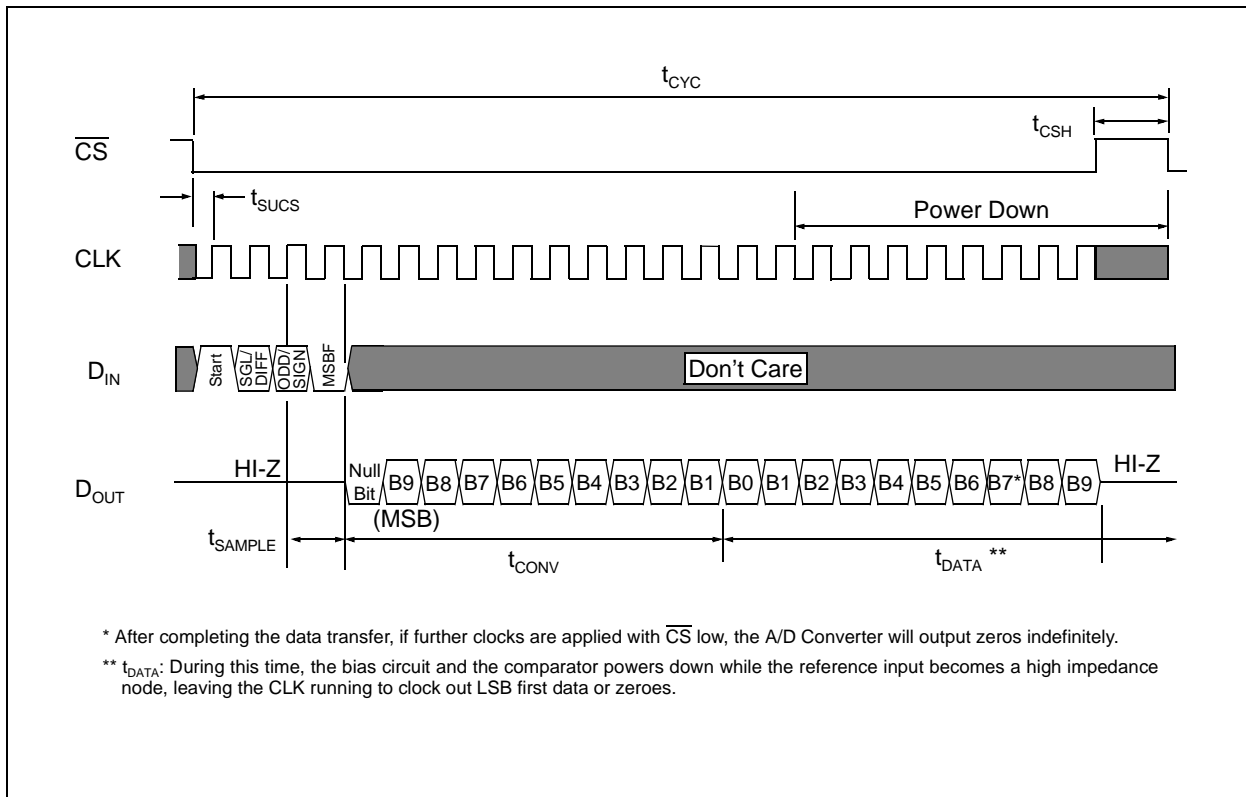 tCYC
tCSH
CS
tSUCS
Power Down
CLK
DIN
Start
SGL/
DIFF
ODD/
SIGN
MSBF
Don't Care
HI-Z
DOUT
Null
Bit
B9 B8 B7 B6 B5 B4 B3 B2 B1 B0 B1 B2 B3 B4 B5 B6 B7* B8 B9
HI-Z
(MSB)
tSAMPLE
tCONV
tDATA **
* After completing the data transfer, if further clocks are applied with CS low, the A/D Converter will output zeros indefinitely.
** tDATA: During this time, the bias circuit and the comparator powers down while the reference input becomes a high impedance
node, leaving the CLK running to clock out LSB first data or zeroes.